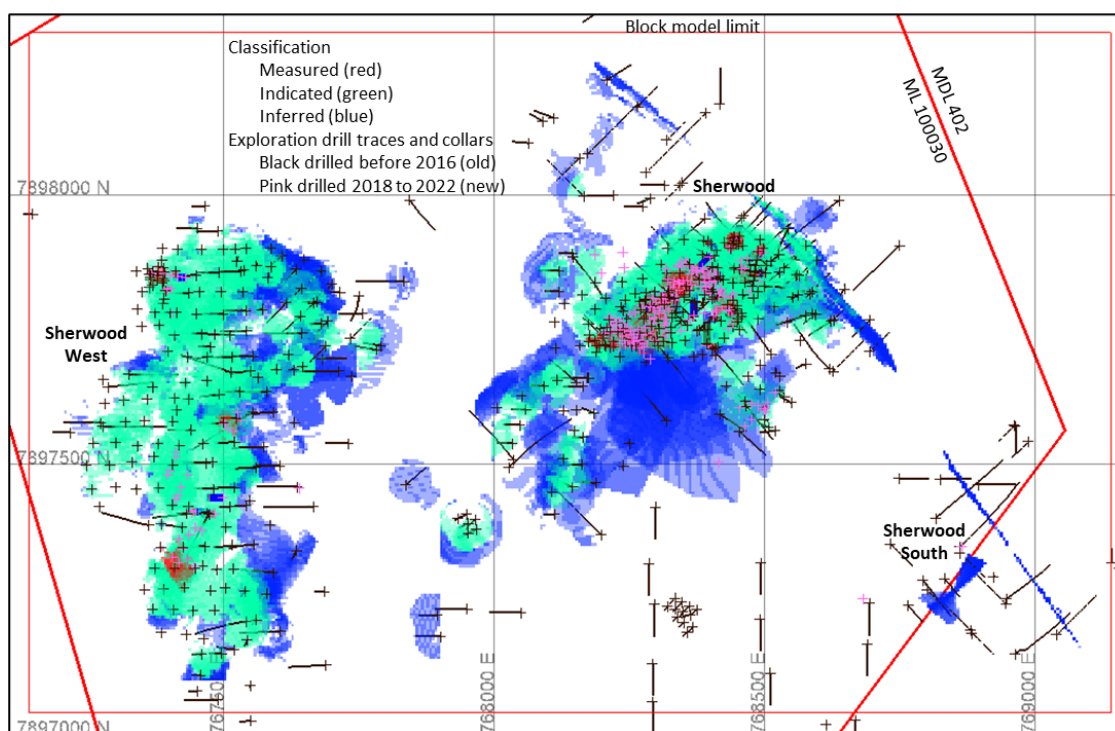 Block model limit
Classification
Measured (red)
Indicated (green)
Inferred (blue)
Exploration drill traces and collars
Black drilled before 2016 (old)
Pink drilled 2018 to 2022 (new)
MDL 402
ML 100030
7898000 N
Sherwood
Sherwood
West
7897500 N
Sherwood
South
7897000 N
768000 E
768500 E
769000 E